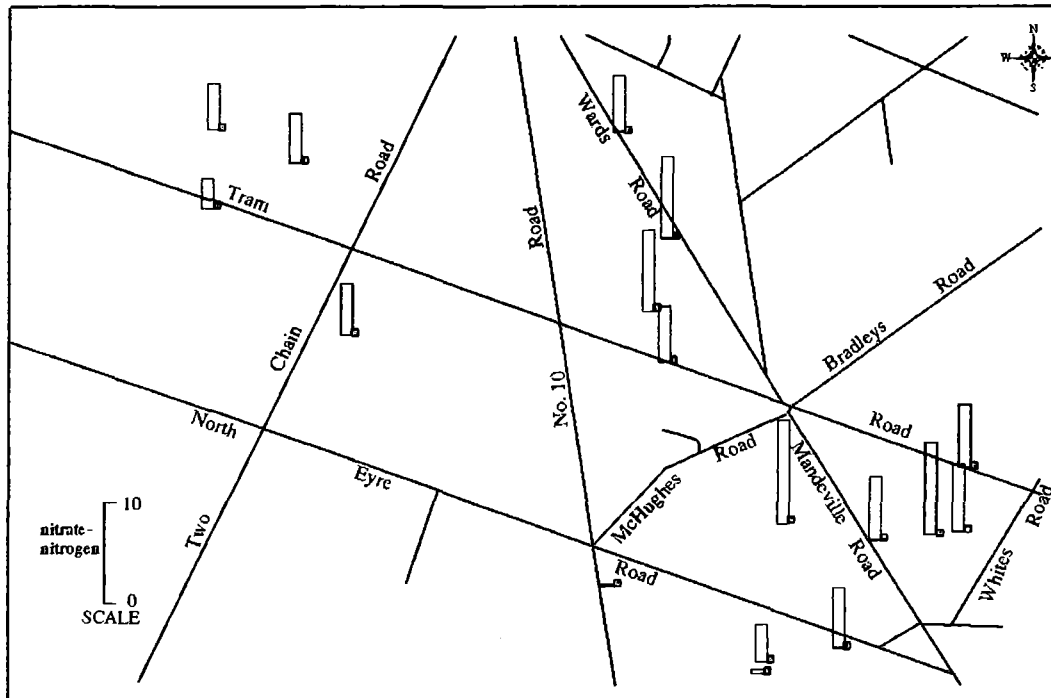 N
W
S
Wards
Road
Road
Tram
Road
Road
Bradleys
Chain
No. 10
North
Road
Road
Eyre
McHughes
Mandeville
10
nitrate-
nitrogen
Road
Two
Road
Whites
Road
0
SCALE